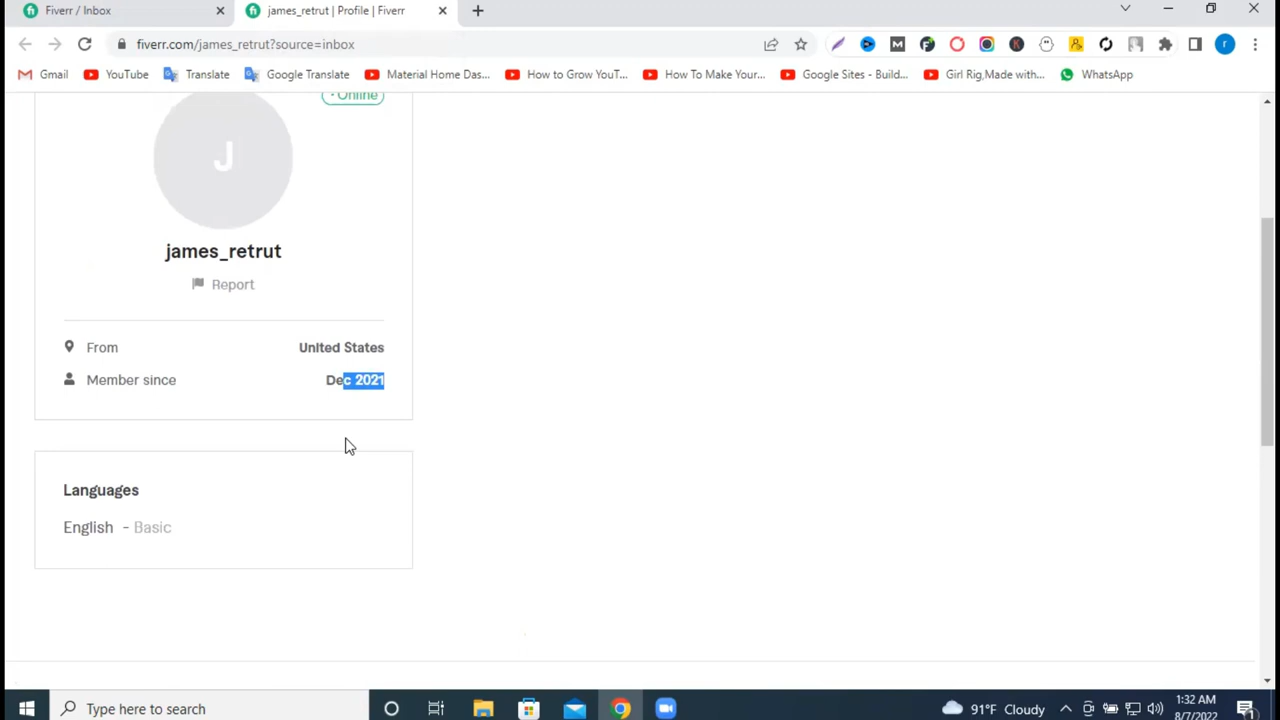 Fiverr / Inbox
james_retrut | Profile | Fiverr
fiverr.com/james_retrut?source=inbox
Gmail
YouTube
Translate
Google Translate
Material Home Das...
How to Grow YouT...
How To Make Your...
Google Sites - Build...
Girl Rig,Made with...
WhatsApp
Online
J
james_retrut
Report
From United States
Member since Dec 2021
Languages
English - Basic
Type here to search
91°F Cloudy
1:32 AM
8/7/2022